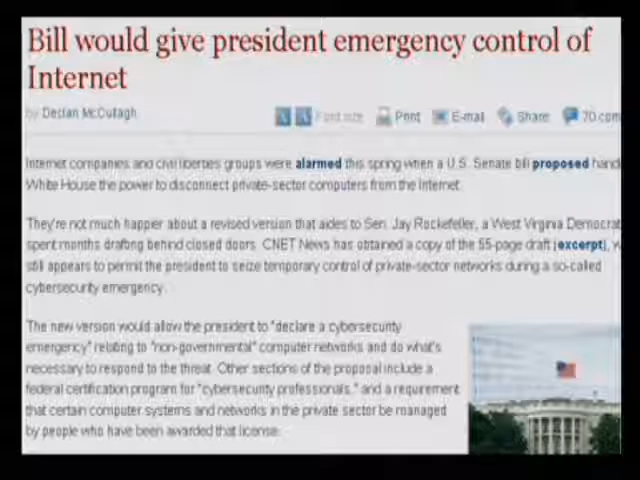 Bill would give president emergency control of
Internet
by Declan McCullagh
Font size Print E-mail Share 70 com
Internet companies and civil liberties groups were alarmed this spring when a U.S. Senate bill proposed hand
White House the power to disconnect private-sector computers from the Internet.
They're not much happier about a revised version that aides to Sen. Jay Rockefeller, a West Virginia Democrat
spent months drafting behind closed doors. CNET News has obtained a copy of the 55-page draft (excerpt), w
still appears to permit the president to seize temporary control of private-sector networks during a so-called
cybersecurity emergency.
The new version would allow the president to "declare a cybersecurity
emergency" relating to "non-governmental" computer networks and do what's
necessary to respond to the threat. Other sections of the proposal include a
federal certification program for "cybersecurity professionals," and a requirement
that certain computer systems and networks in the private sector be managed
by people who have been awarded that license.